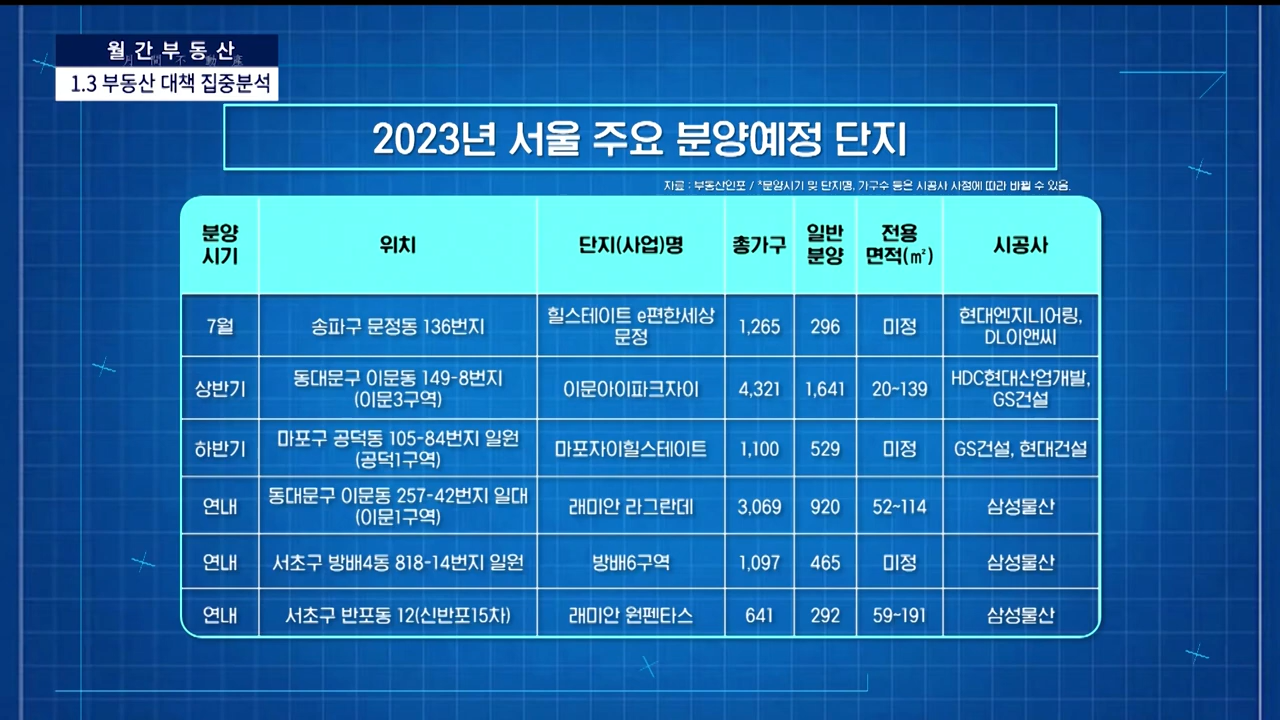 월간부동산
月間不動産
1.3 부동산 대책 집중분석
2023년 서울 주요 분양예정 단지
자료 : 부동산인포 / *분양시기 및 단지명, 가구수 등은 시공사 사정에 따라 바뀔 수 있음.
분양
시기
위치
단지(사업)명
총가구
일반
분양
전용
면적(㎡)
시공사
7월
송파구 문정동 136번지
힐스테이트 e편한세상
문정
1,265
296
미정
현대엔지니어링,
DL이앤씨
상반기
동대문구 이문동 149-8번지
(이문3구역)
이문아이파크자이
4,321
1,641
20~139
HDC현대산업개발,
GS건설
하반기
마포구 공덕동 105-84번지 일원
(공덕1구역)
마포자이힐스테이트
1,100
529
미정
GS건설, 현대건설
연내
동대문구 이문동 257-42번지 일대
(이문1구역)
래미안 라그란데
3,069
920
52~114
삼성물산
연내
서초구 방배4동 818-14번지 일원
방배6구역
1,097
465
미정
삼성물산
연내
서초구 반포동 12(신반포15차)
래미안 원펜타스
641
292
59~191
삼성물산